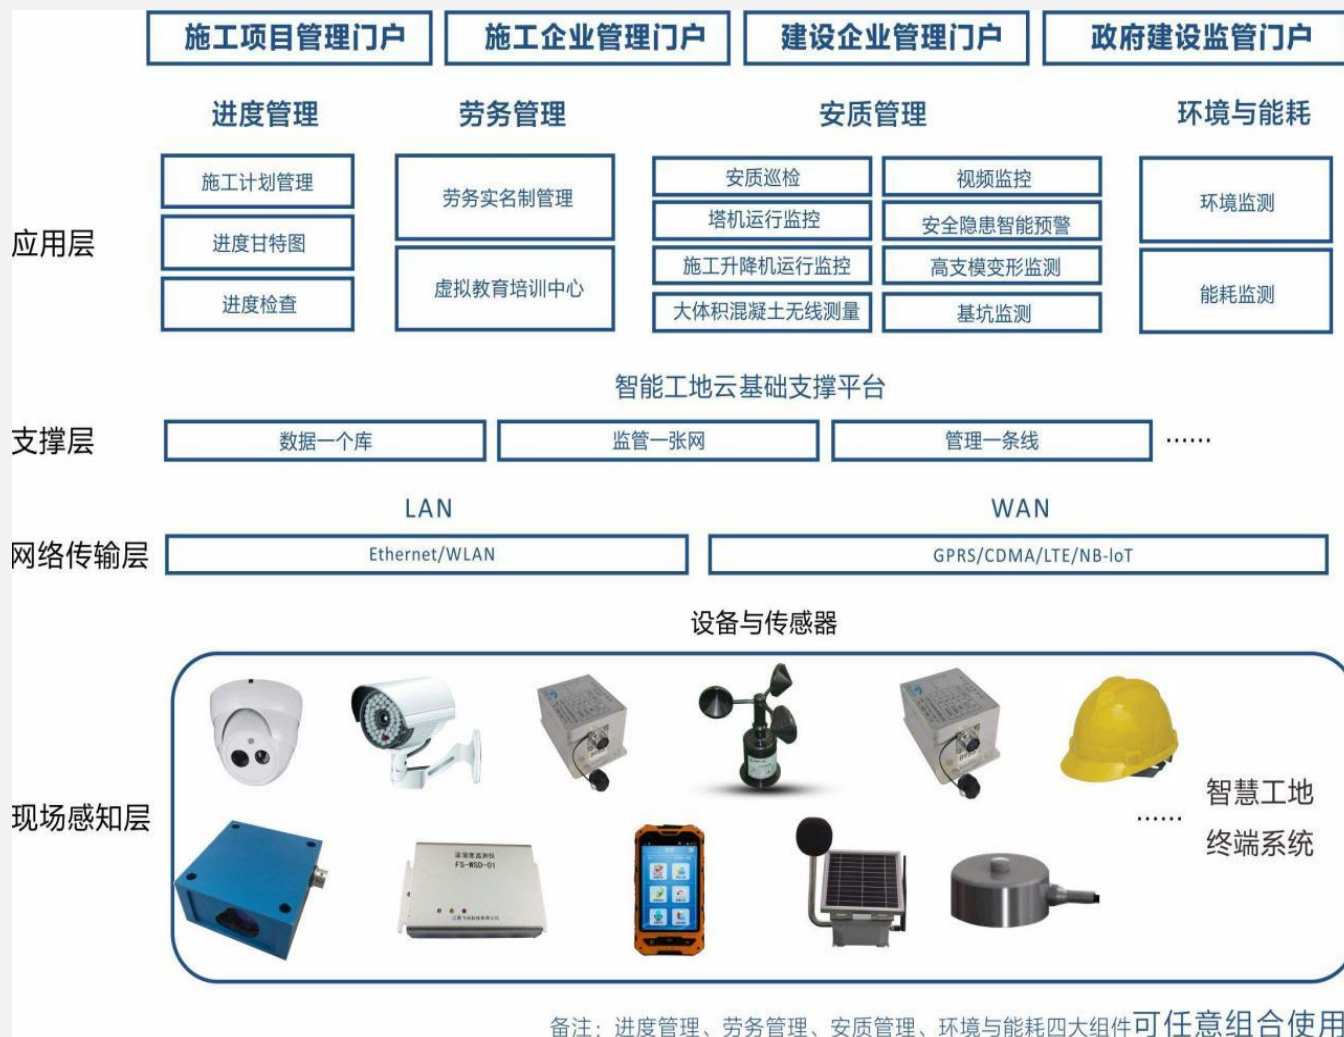 施工项目管理门户 施工企业管理门户 建设企业管理门户 政府建设监管门户
进度管理 劳务管理 安质管理 环境与能耗
应用层
施工计划管理
进度甘特图
进度检查
劳务实名制管理
虚拟教育培训中心
安质巡检 视频监控
塔机运行监控 安全隐患智能预警
施工升降机运行监控 高支模变形监测
大体积混凝土无线测量 基坑监测
环境监测
能耗监测
智能工地云基础支撑平台
支撑层 数据一个库 监管一张网 管理一条线 ······
LAN WAN
网络传输层 Ethernet/WLAN GPRS/CDMA/LTE/NB-IoT
设备与传感器
现场感知层
······ 智慧工地
终端系统
温湿度监测仪
FS-WSD-01
备注：进度管理、劳务管理、安质管理、环境与能耗四大组件可任意组合使用